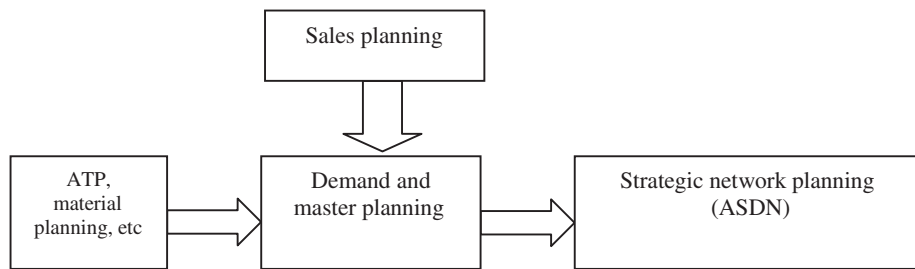 Sales planning
ATP,
material
planning, etc
Demand and
master planning
Strategic network planning
(ASDN)